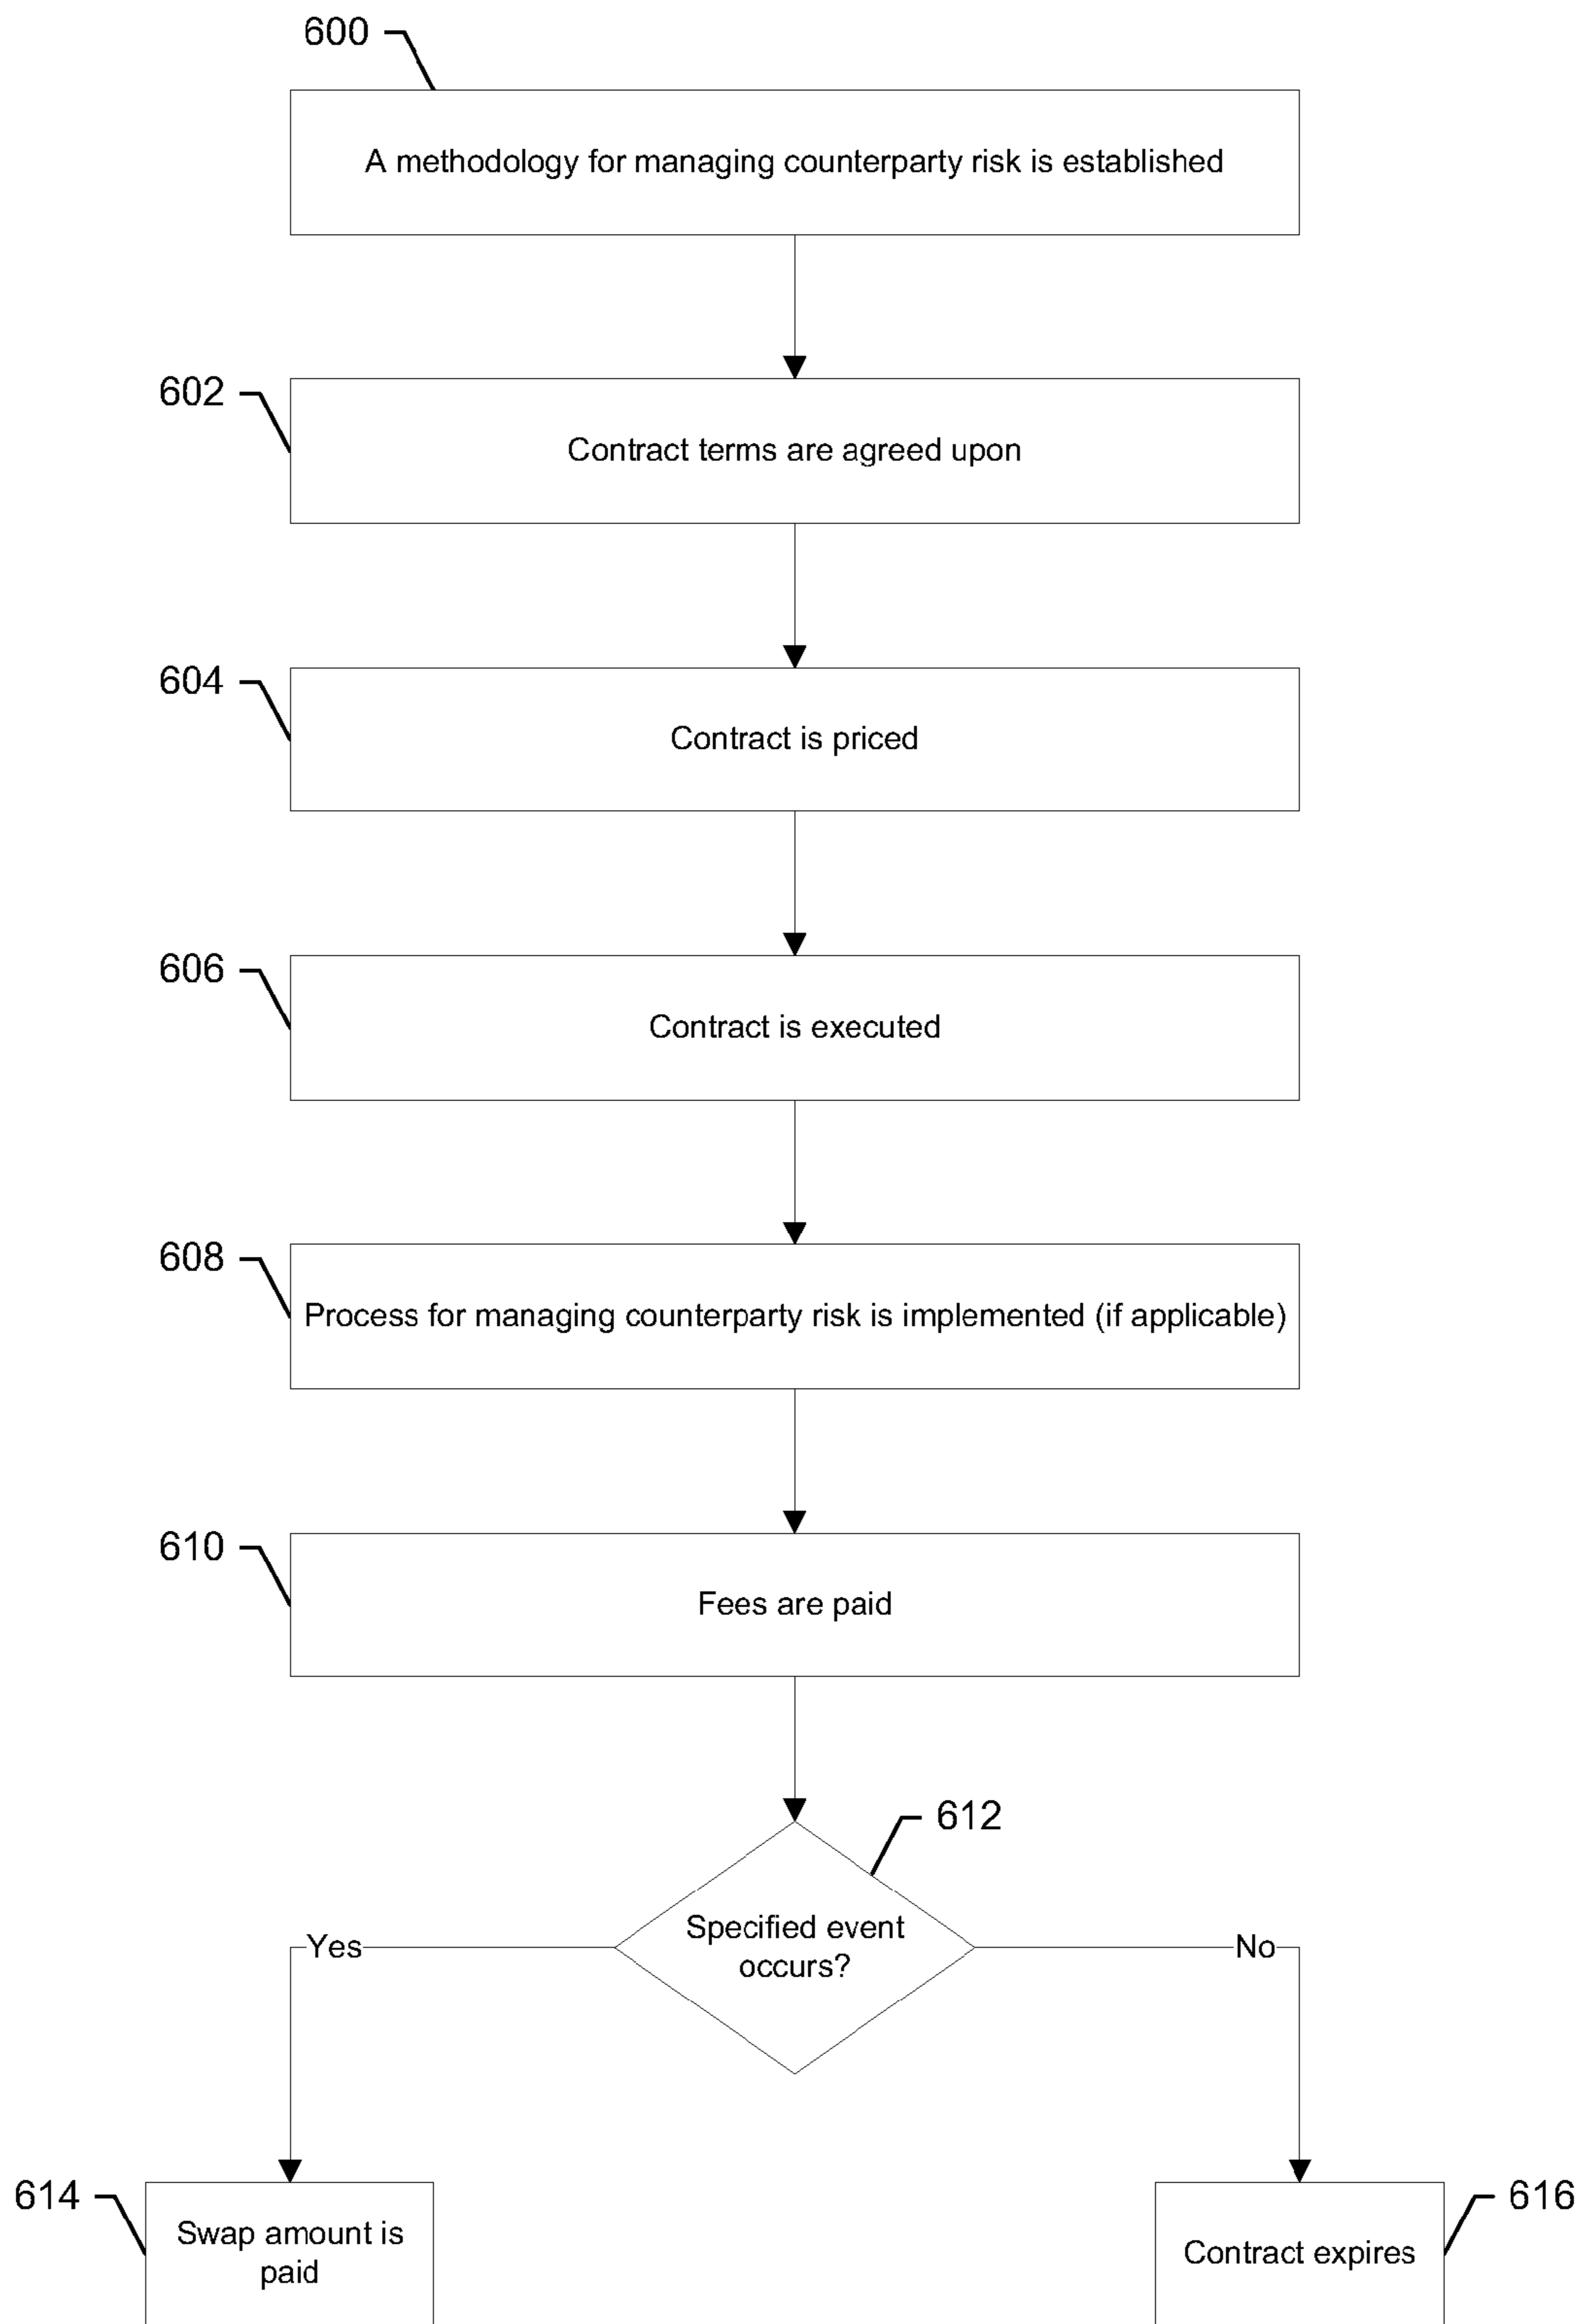 600
A methodology for managing counterparty risk is established
602
Contract terms are agreed upon
604
Contract is priced
606
Contract is executed
608
Process for managing counterparty risk is implemented (if applicable)
610
Fees are paid
612
Specified event
occurs?
Yes
No
614
Swap amount is
paid
616
Contract expires